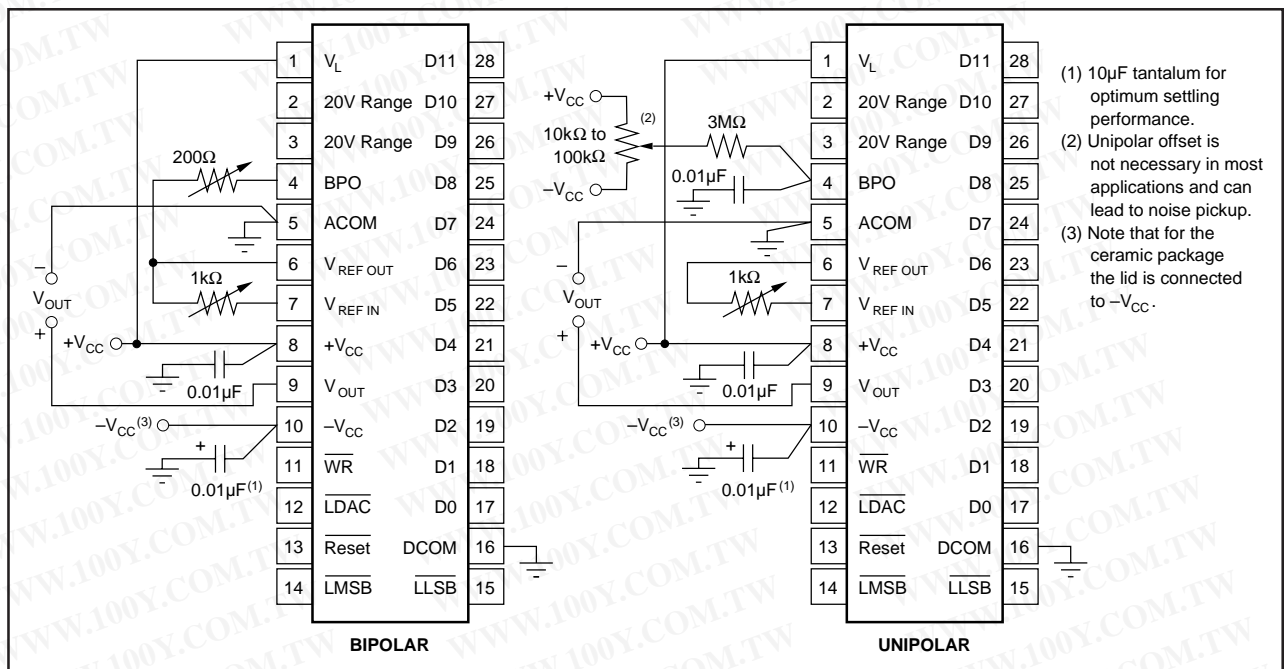 1 V_L D11 28
2 20V Range D10 27
3 20V Range D9 26
200Ω
4 BPO D8 25
5 ACOM D7 24
–
V_OUT
+
6 V_REF OUT D6 23
1kΩ
7 V_REF IN D5 22
+V_CC
8 +V_CC D4 21
0.01µF
9 V_OUT D3 20
–V_CC (3)
10 –V_CC D2 19
+
0.01µF(1)
11 WR D1 18
12 LDAC D0 17
13 Reset DCOM 16
14 LMSB LLSB 15
BIPOLAR
1 V_L D11 28
+V_CC
2 20V Range D10 27
(2)
10kΩ to
100kΩ
3MΩ
3 20V Range D9 26
–V_CC
0.01µF
4 BPO D8 25
5 ACOM D7 24
–
V_OUT
+
6 V_REF OUT D6 23
1kΩ
7 V_REF IN D5 22
+V_CC
8 +V_CC D4 21
0.01µF
9 V_OUT D3 20
–V_CC (3)
10 –V_CC D2 19
+
0.01µF(1)
11 WR D1 18
12 LDAC D0 17
13 Reset DCOM 16
14 LMSB LLSB 15
UNIPOLAR
(1) 10µF tantalum for
optimum settling
performance.
(2) Unipolar offset is
not necessary in most
applications and can
lead to noise pickup.
(3) Note that for the
ceramic package
the lid is connected
to –V_CC.
WWW.100Y.COM.TW